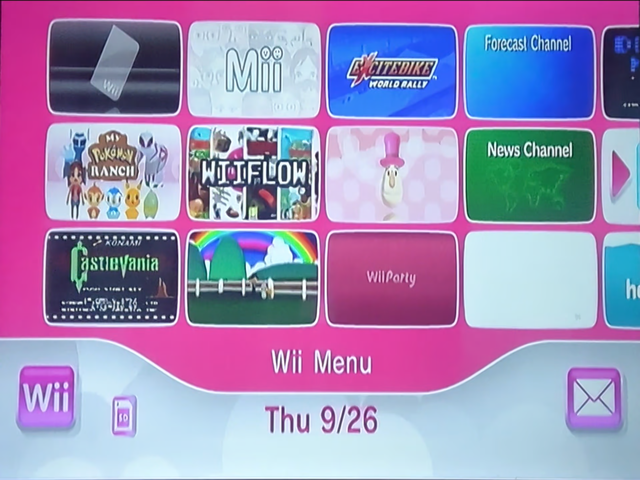 Wii
Mii
EXCITEBIKE
WORLD RALLY
Forecast Channel
MY
Pokémon
RANCH
WIIFLOW
News Channel
KONAMI
Castlevania
WiiParty
Wii Menu
Wii
SD
Thu 9/26